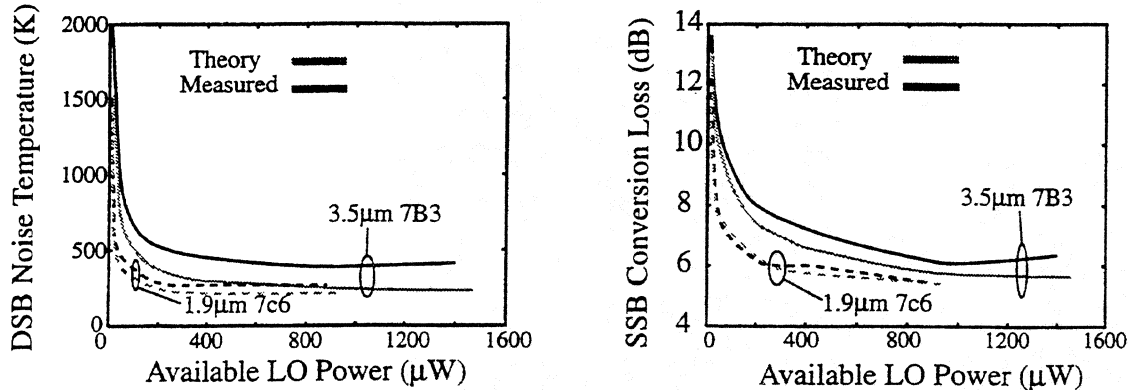 DSB Noise Temperature (K)
2000
1500
1000
500
0
Theory
Measured
3.5μm 7B3
1.9μm 7c6
0
400
800
1200
1600
Available LO Power (μW)
SSB Conversion Loss (dB)
14
12
10
8
6
4
Theory
Measured
3.5μm 7B3
1.9μm 7c6
0
400
800
1200
1600
Available LO Power (μW)